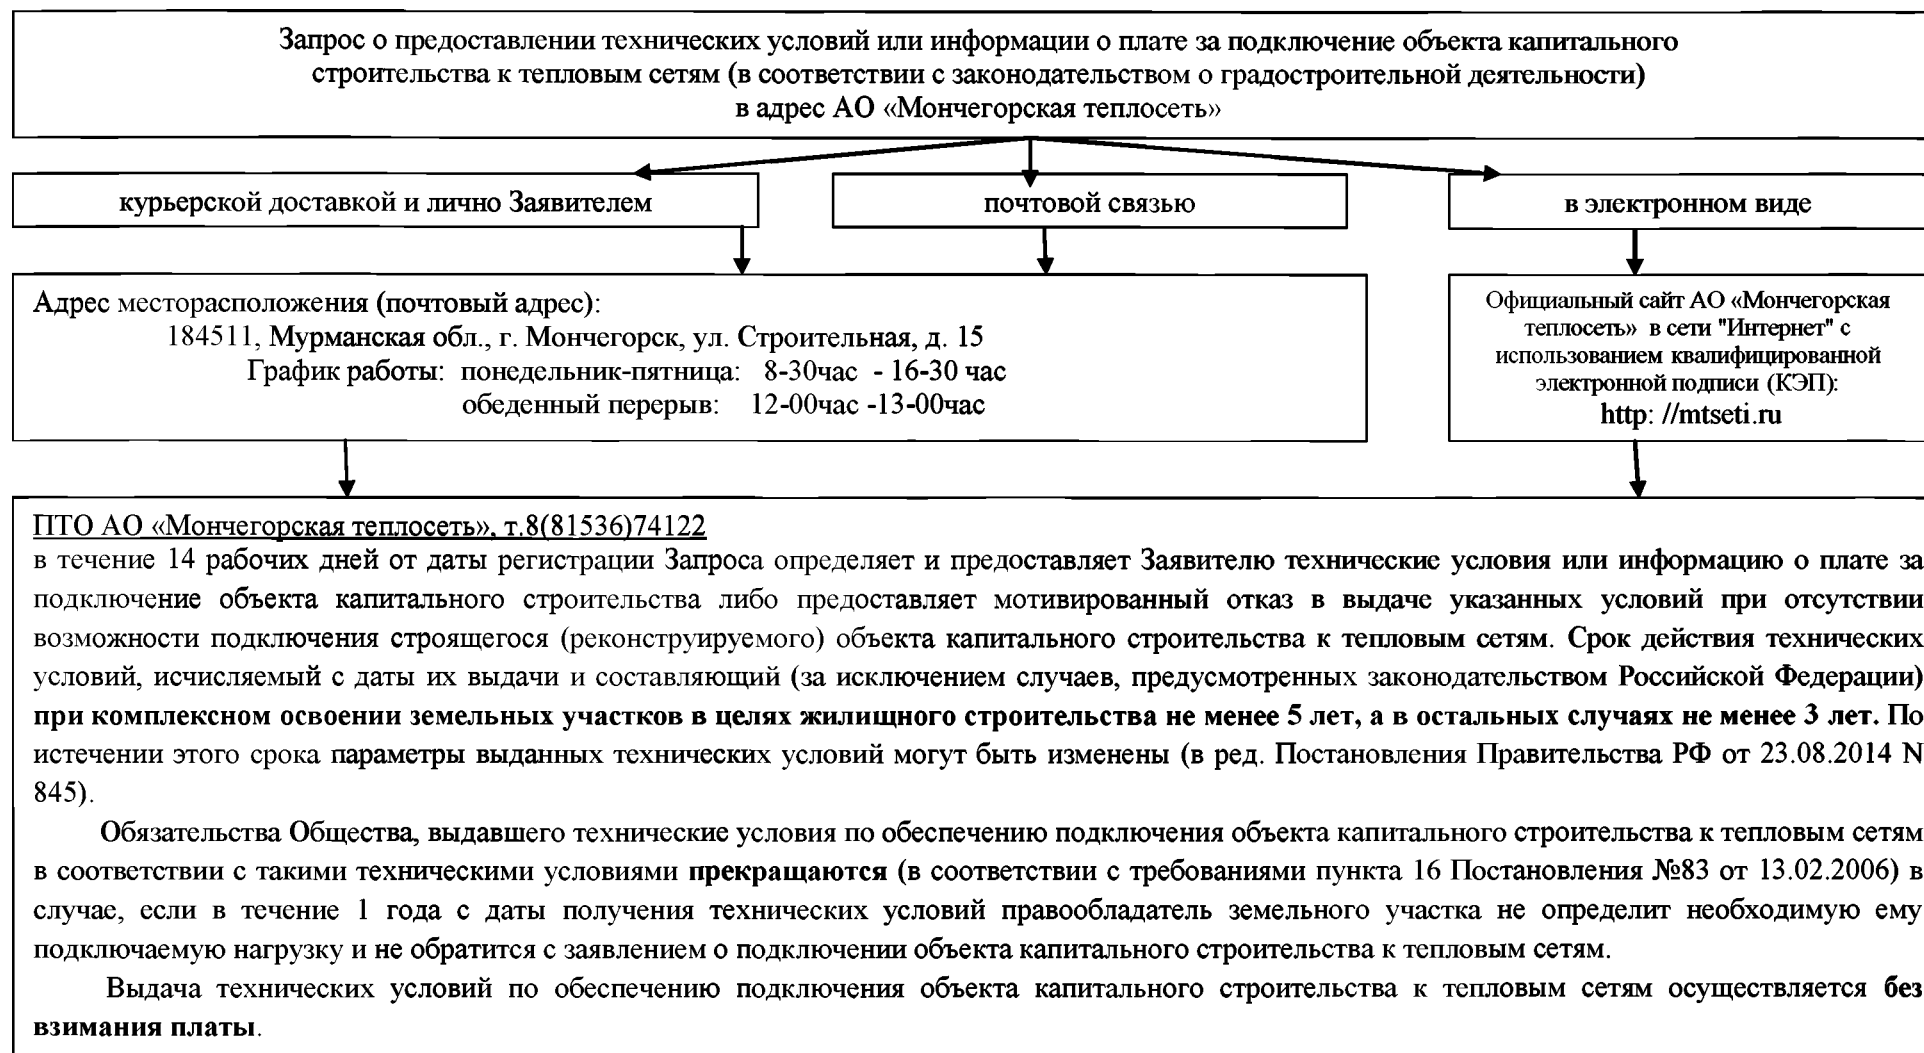 Запрос о предоставлении технических условий или информации о плате за подключение объекта капитального
строительства к тепловым сетям (в соответствии с законодательством о градостроительной деятельности)
в адрес АО «Мончегорская теплосеть»
курьерской доставкой и лично Заявителем
почтовой связью
в электронном виде
Адрес месторасположения (почтовый адрес):
184511, Мурманская обл., г. Мончегорск, ул. Строительная, д. 15
График работы: понедельник-пятница: 8-30час - 16-30 час
обеденный перерыв: 12-00час -13-00час
Официальный сайт АО «Мончегорская
теплосеть» в сети "Интернет" с
использованием квалифицированной
электронной подписи (КЭП):
http: //mtseti.ru
ПТО АО «Мончегорская теплосеть», т.8(81536)74122
в течение 14 рабочих дней от даты регистрации Запроса определяет и предоставляет Заявителю технические условия или информацию о плате за
подключение объекта капитального строительства либо предоставляет мотивированный отказ в выдаче указанных условий при отсутствии
возможности подключения строящегося (реконструируемого) объекта капитального строительства к тепловым сетям. Срок действия технических
условий, исчисляемый с даты их выдачи и составляющий (за исключением случаев, предусмотренных законодательством Российской Федерации)
при комплексном освоении земельных участков в целях жилищного строительства не менее 5 лет, а в остальных случаях не менее 3 лет. По
истечении этого срока параметры выданных технических условий могут быть изменены (в ред. Постановления Правительства РФ от 23.08.2014 N
845).
Обязательства Общества, выдавшего технические условия по обеспечению подключения объекта капитального строительства к тепловым сетям
в соответствии с такими техническими условиями прекращаются (в соответствии с требованиями пункта 16 Постановления №83 от 13.02.2006) в
случае, если в течение 1 года с даты получения технических условий правообладатель земельного участка не определит необходимую ему
подключаемую нагрузку и не обратится с заявлением о подключении объекта капитального строительства к тепловым сетям.
Выдача технических условий по обеспечению подключения объекта капитального строительства к тепловым сетям осуществляется без
взимания платы.